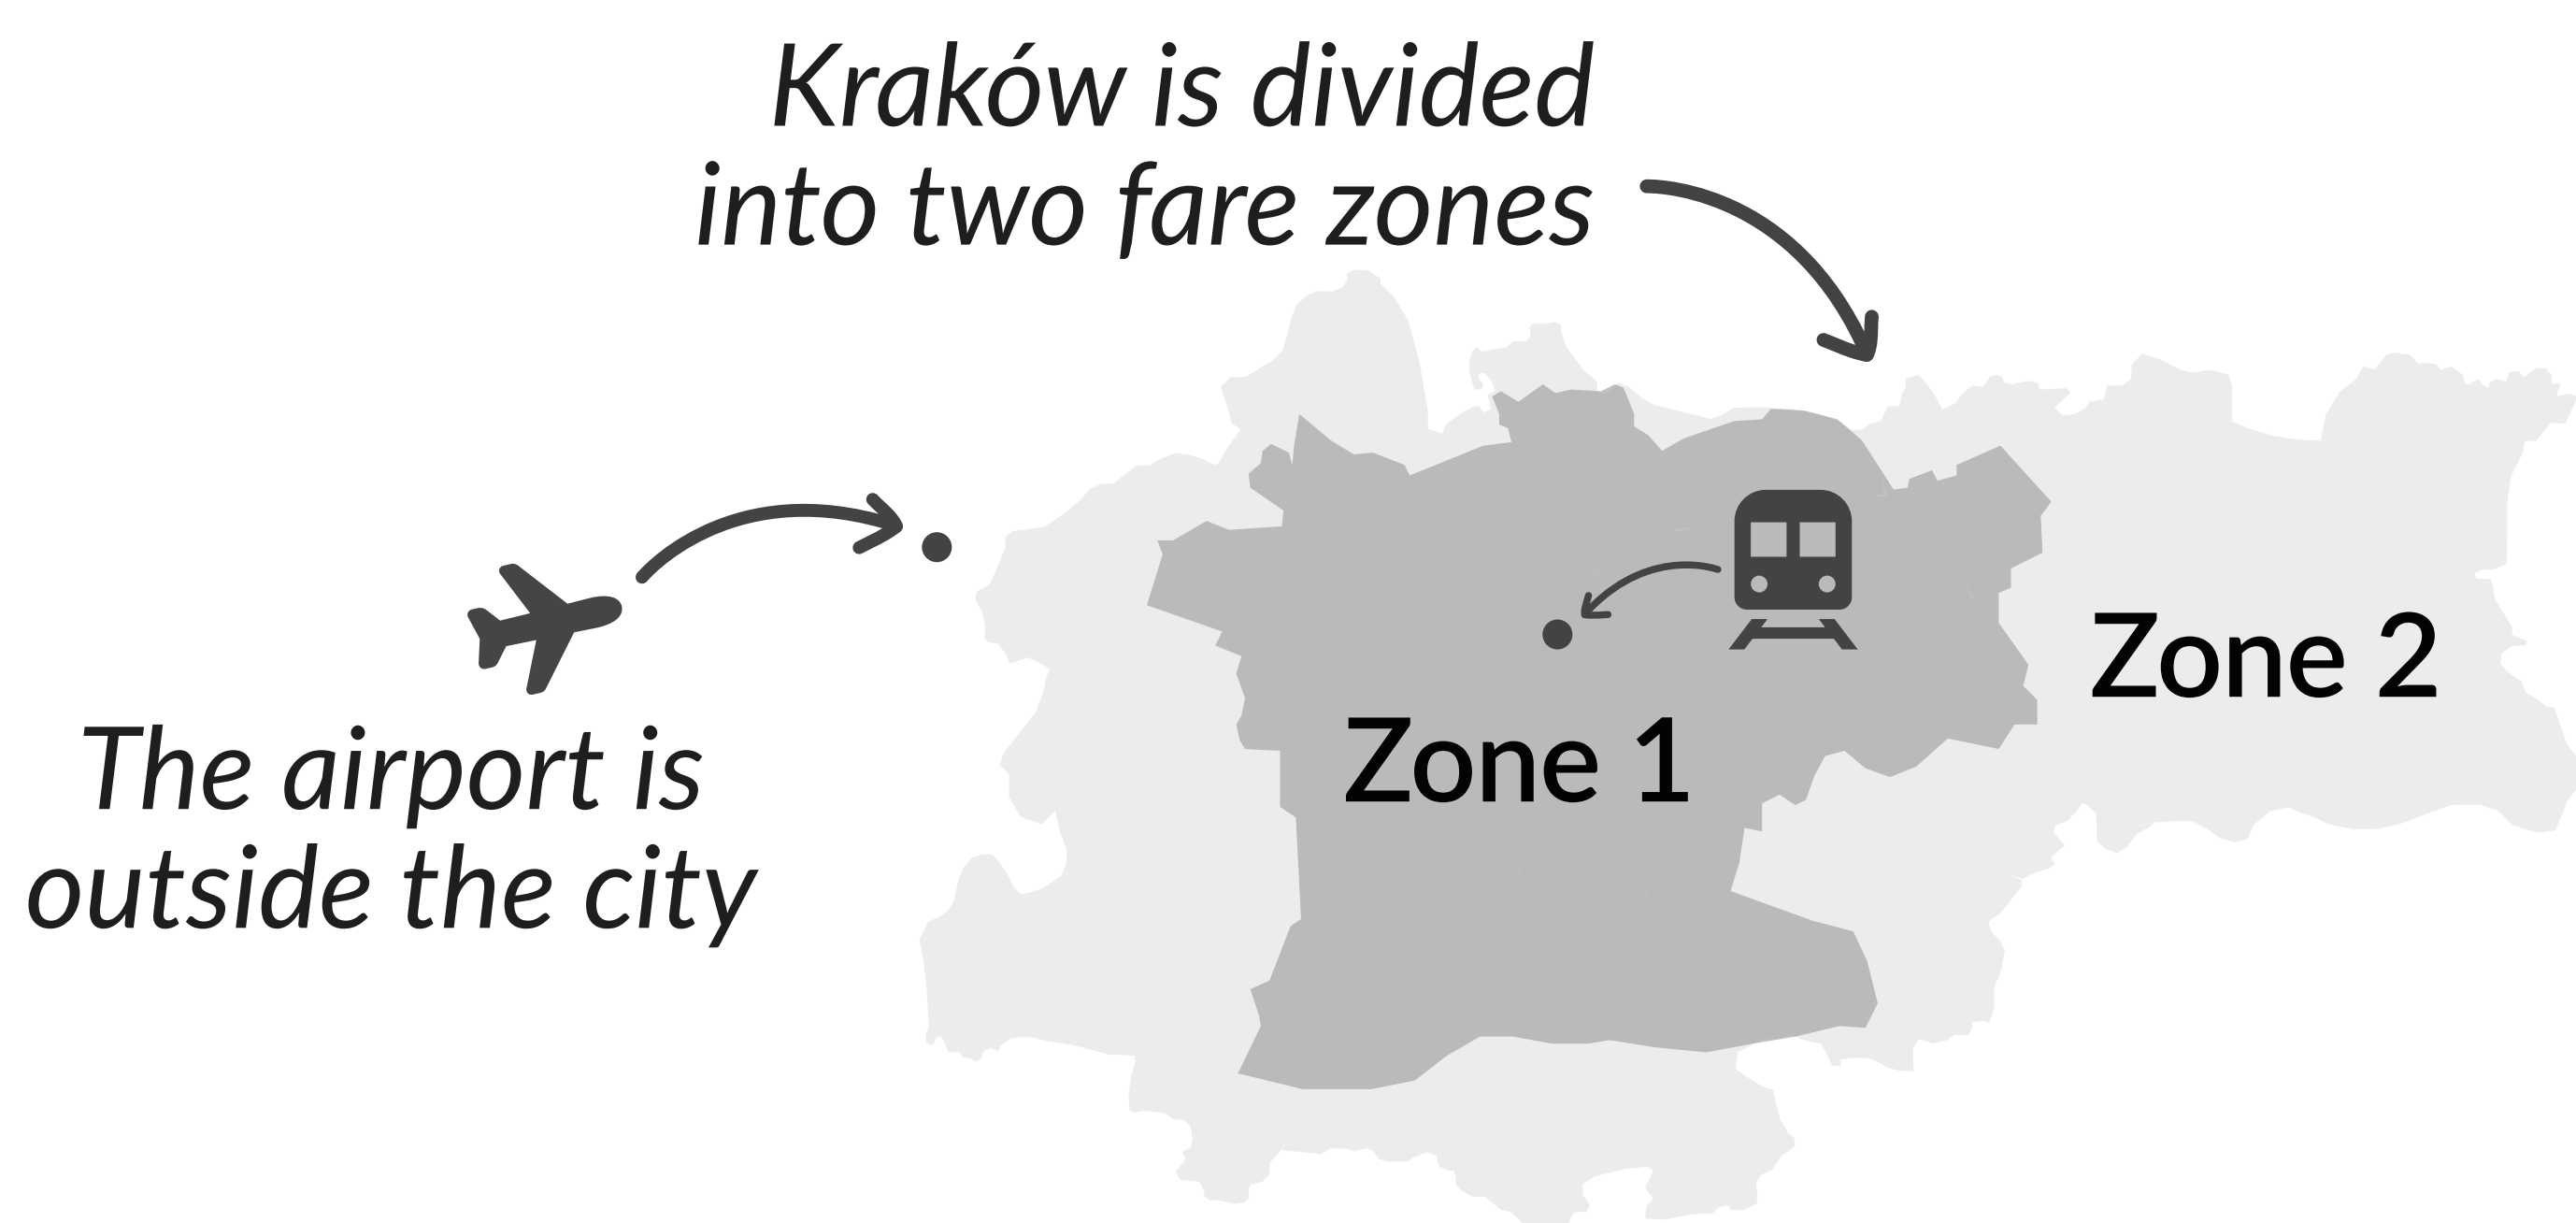 Kraków is divided
into two fare zones
Zone 2
Zone 1
The airport is
outside the city